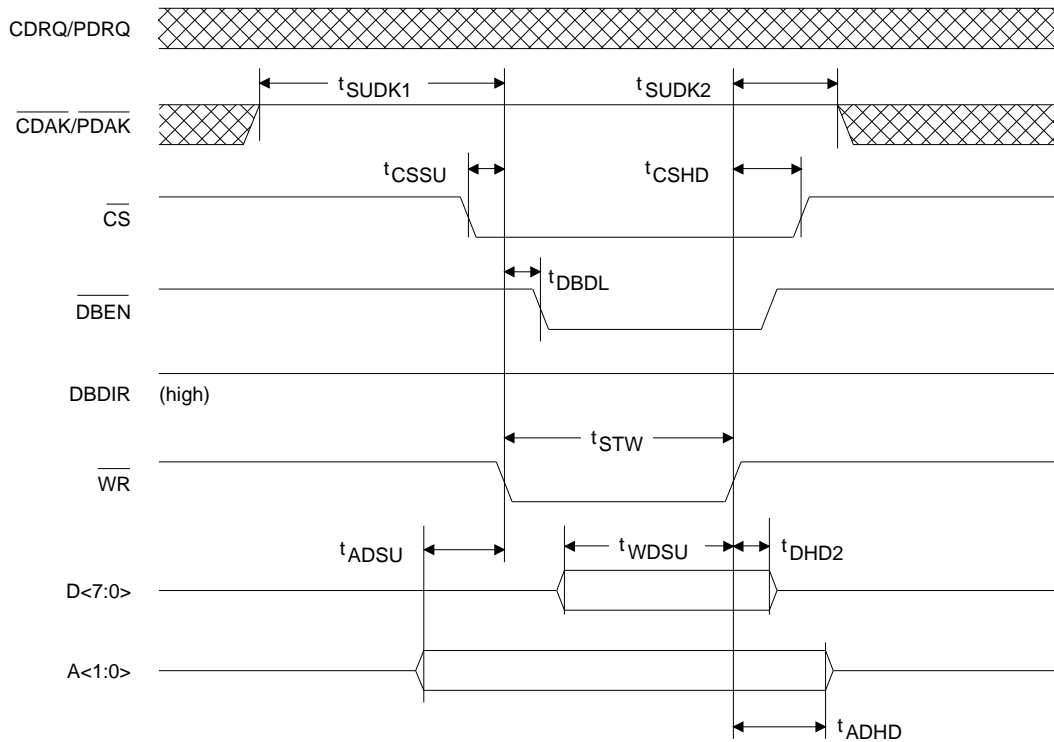 CDRQ/PDRQ
tSUDK1
tSUDK2
CDAK/PDAK
tCSSU
tCSHD
CS
tDBDL
DBEN
DBDIR (high)
tSTW
WR
tADSU
tWDSU
tDHD2
D<7:0>
A<1:0>
tADHD